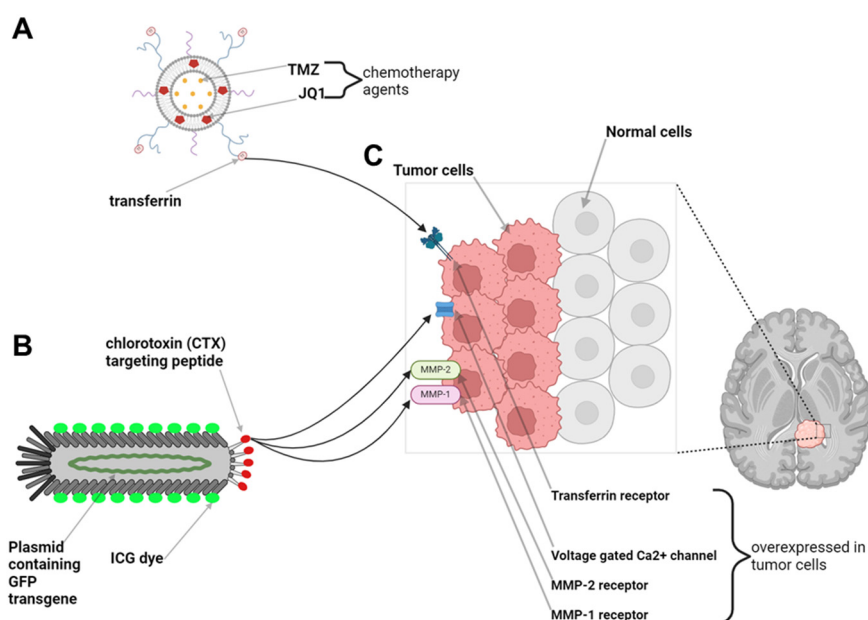 A
TMZ
JQ1
chemotherapy
agents
transferrin
C
Normal cells
Tumor cells
B
chlorotoxin (CTX)
targeting peptide
MMP-2
MMP-1
Plasmid
containing
GFP
transgene
ICG dye
Transferrin receptor
Voltage gated Ca2+ channel
MMP-2 receptor
MMP-1 receptor
overexpressed in
tumor cells